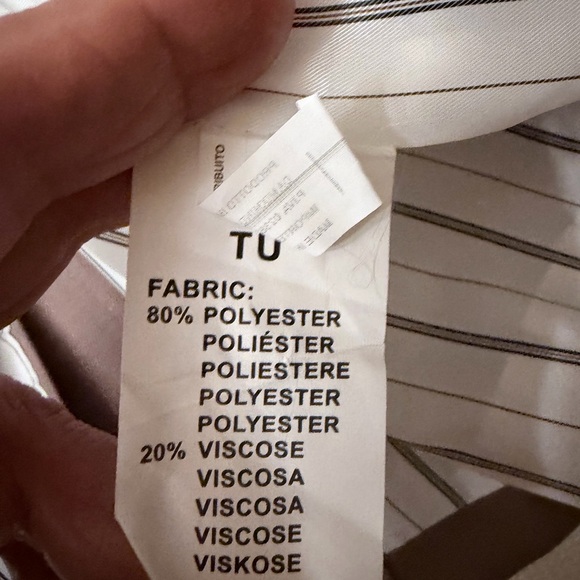 TU
FABRIC:
80% POLYESTER
POLIÉSTER
POLIESTERE
POLYESTER
POLYESTER
20% VISCOSE
VISCOSA
VISCOSA
VISCOSE
VISKOSE